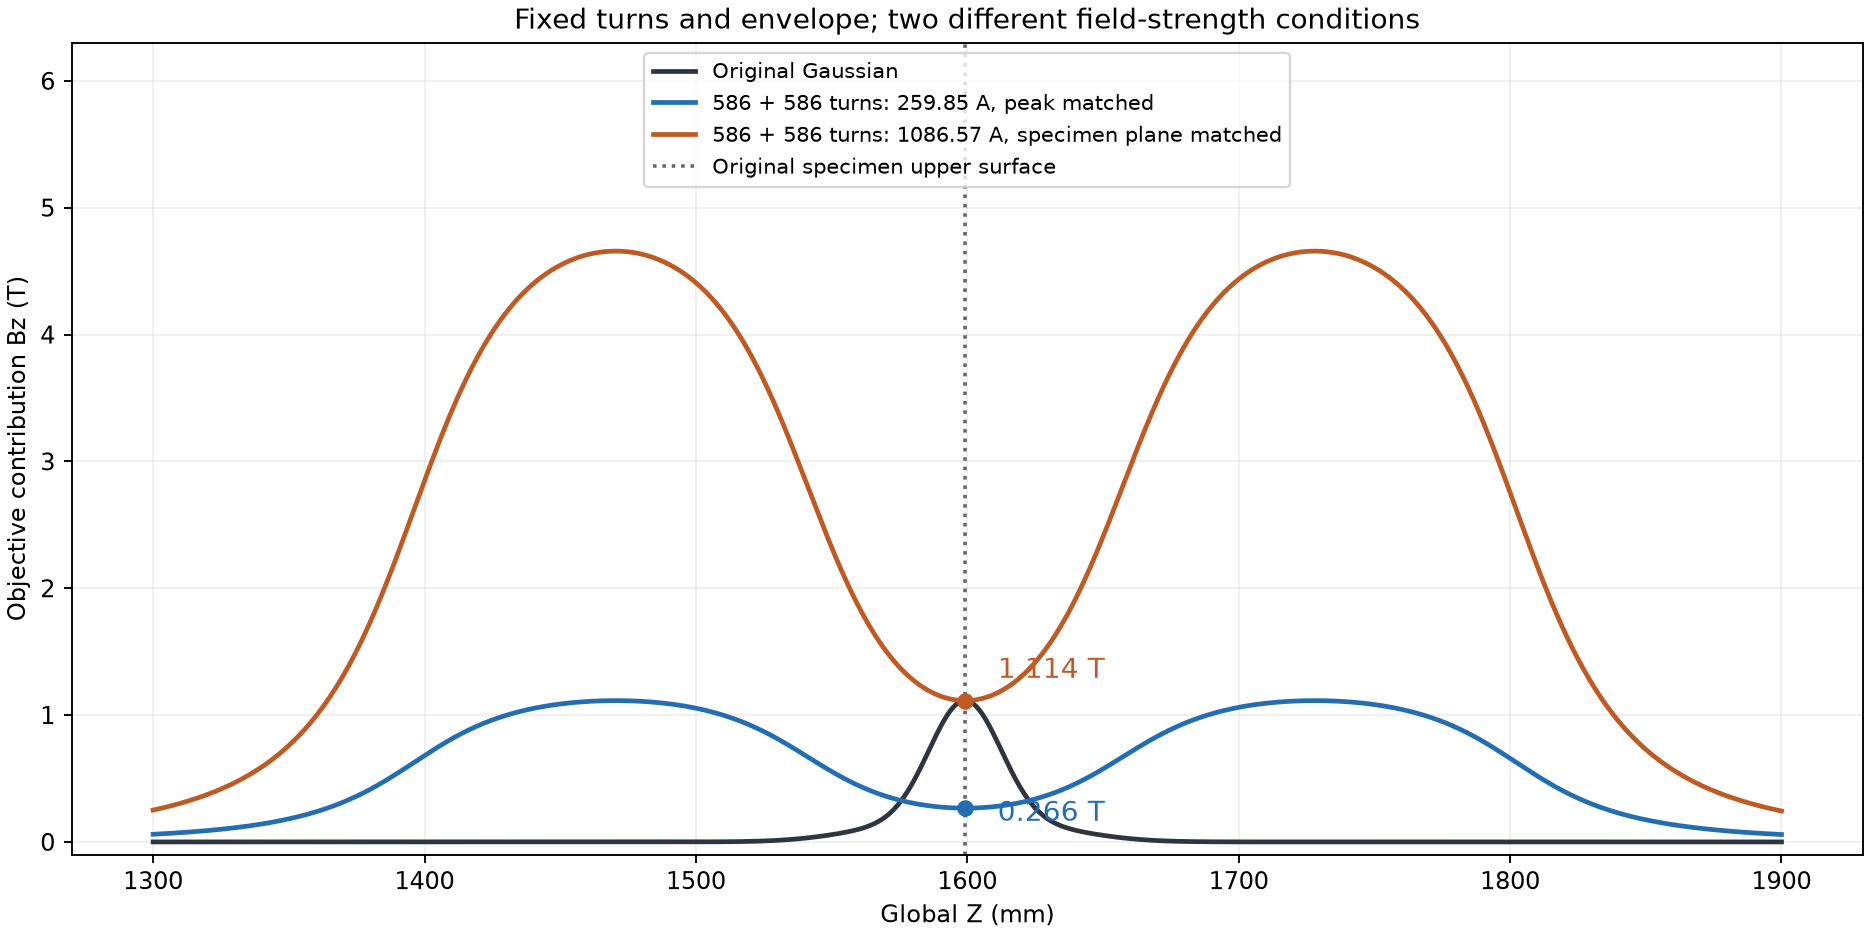 Fixed turns and envelope; two different field-strength conditions
Original Gaussian
586 + 586 turns: 259.85 A, peak matched
586 + 586 turns: 1086.57 A, specimen plane matched
Original specimen upper surface
Objective contribution Bz (T)
6
5
4
3
2
1
0
1.114 T
0.266 T
1300
1400
1500
1600
1700
1800
1900
Global Z (mm)